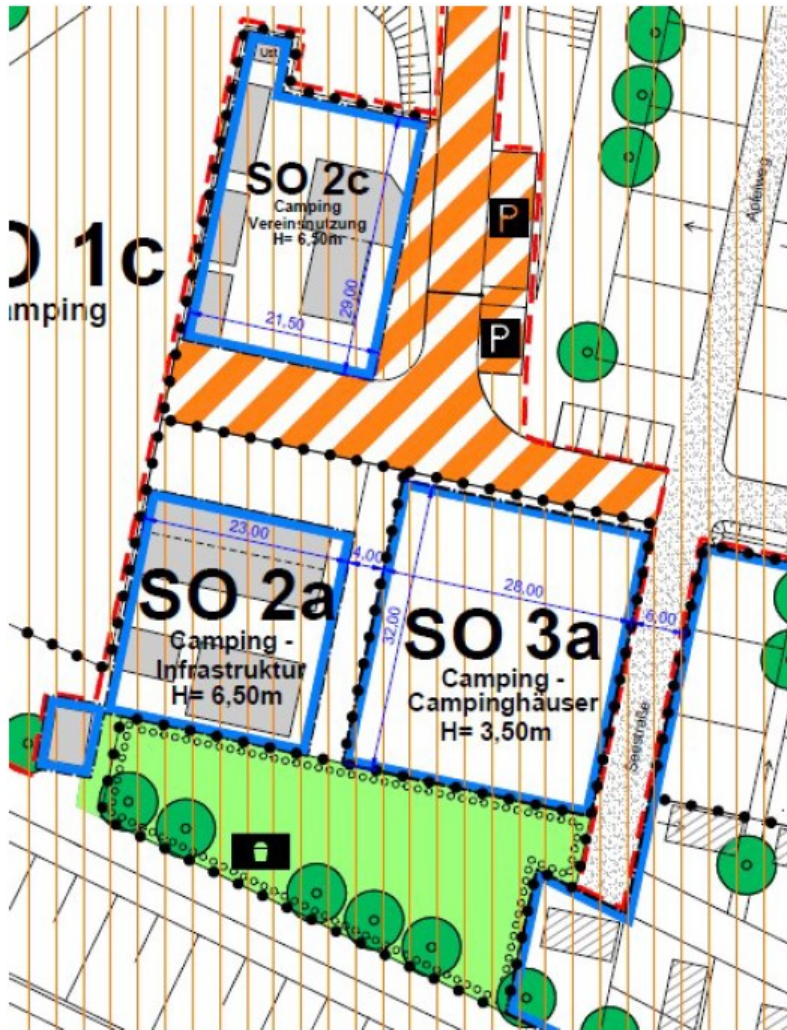 Ust
SO 2c
Camping
Vereinsnutzung
H= 6,50m
29,00
21,50
P
P
Apfelweg
O 1c
amping
23,00
4,00
28,00
6,00
32,00
SO 2a
Camping -
Infrastruktur
H= 6,50m
SO 3a
Camping -
Campinghäuser
H= 3,50m
Seestraße